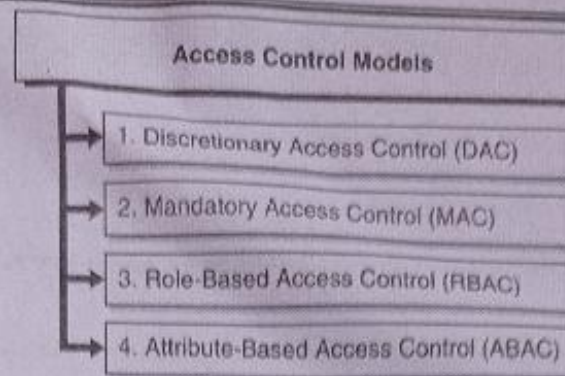 Access Control Models
1. Discretionary Access Control (DAC)
2. Mandatory Access Control (MAC)
3. Role-Based Access Control (RBAC)
4. Attribute-Based Access Control (ABAC)